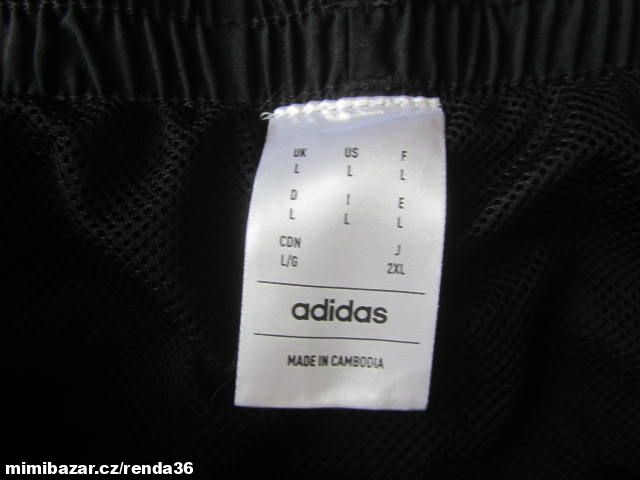 UK US F
L L L
D I E
L L L
CDN J
L/G 2XL
adidas
MADE IN CAMBODIA
mimibazar.cz/renda36